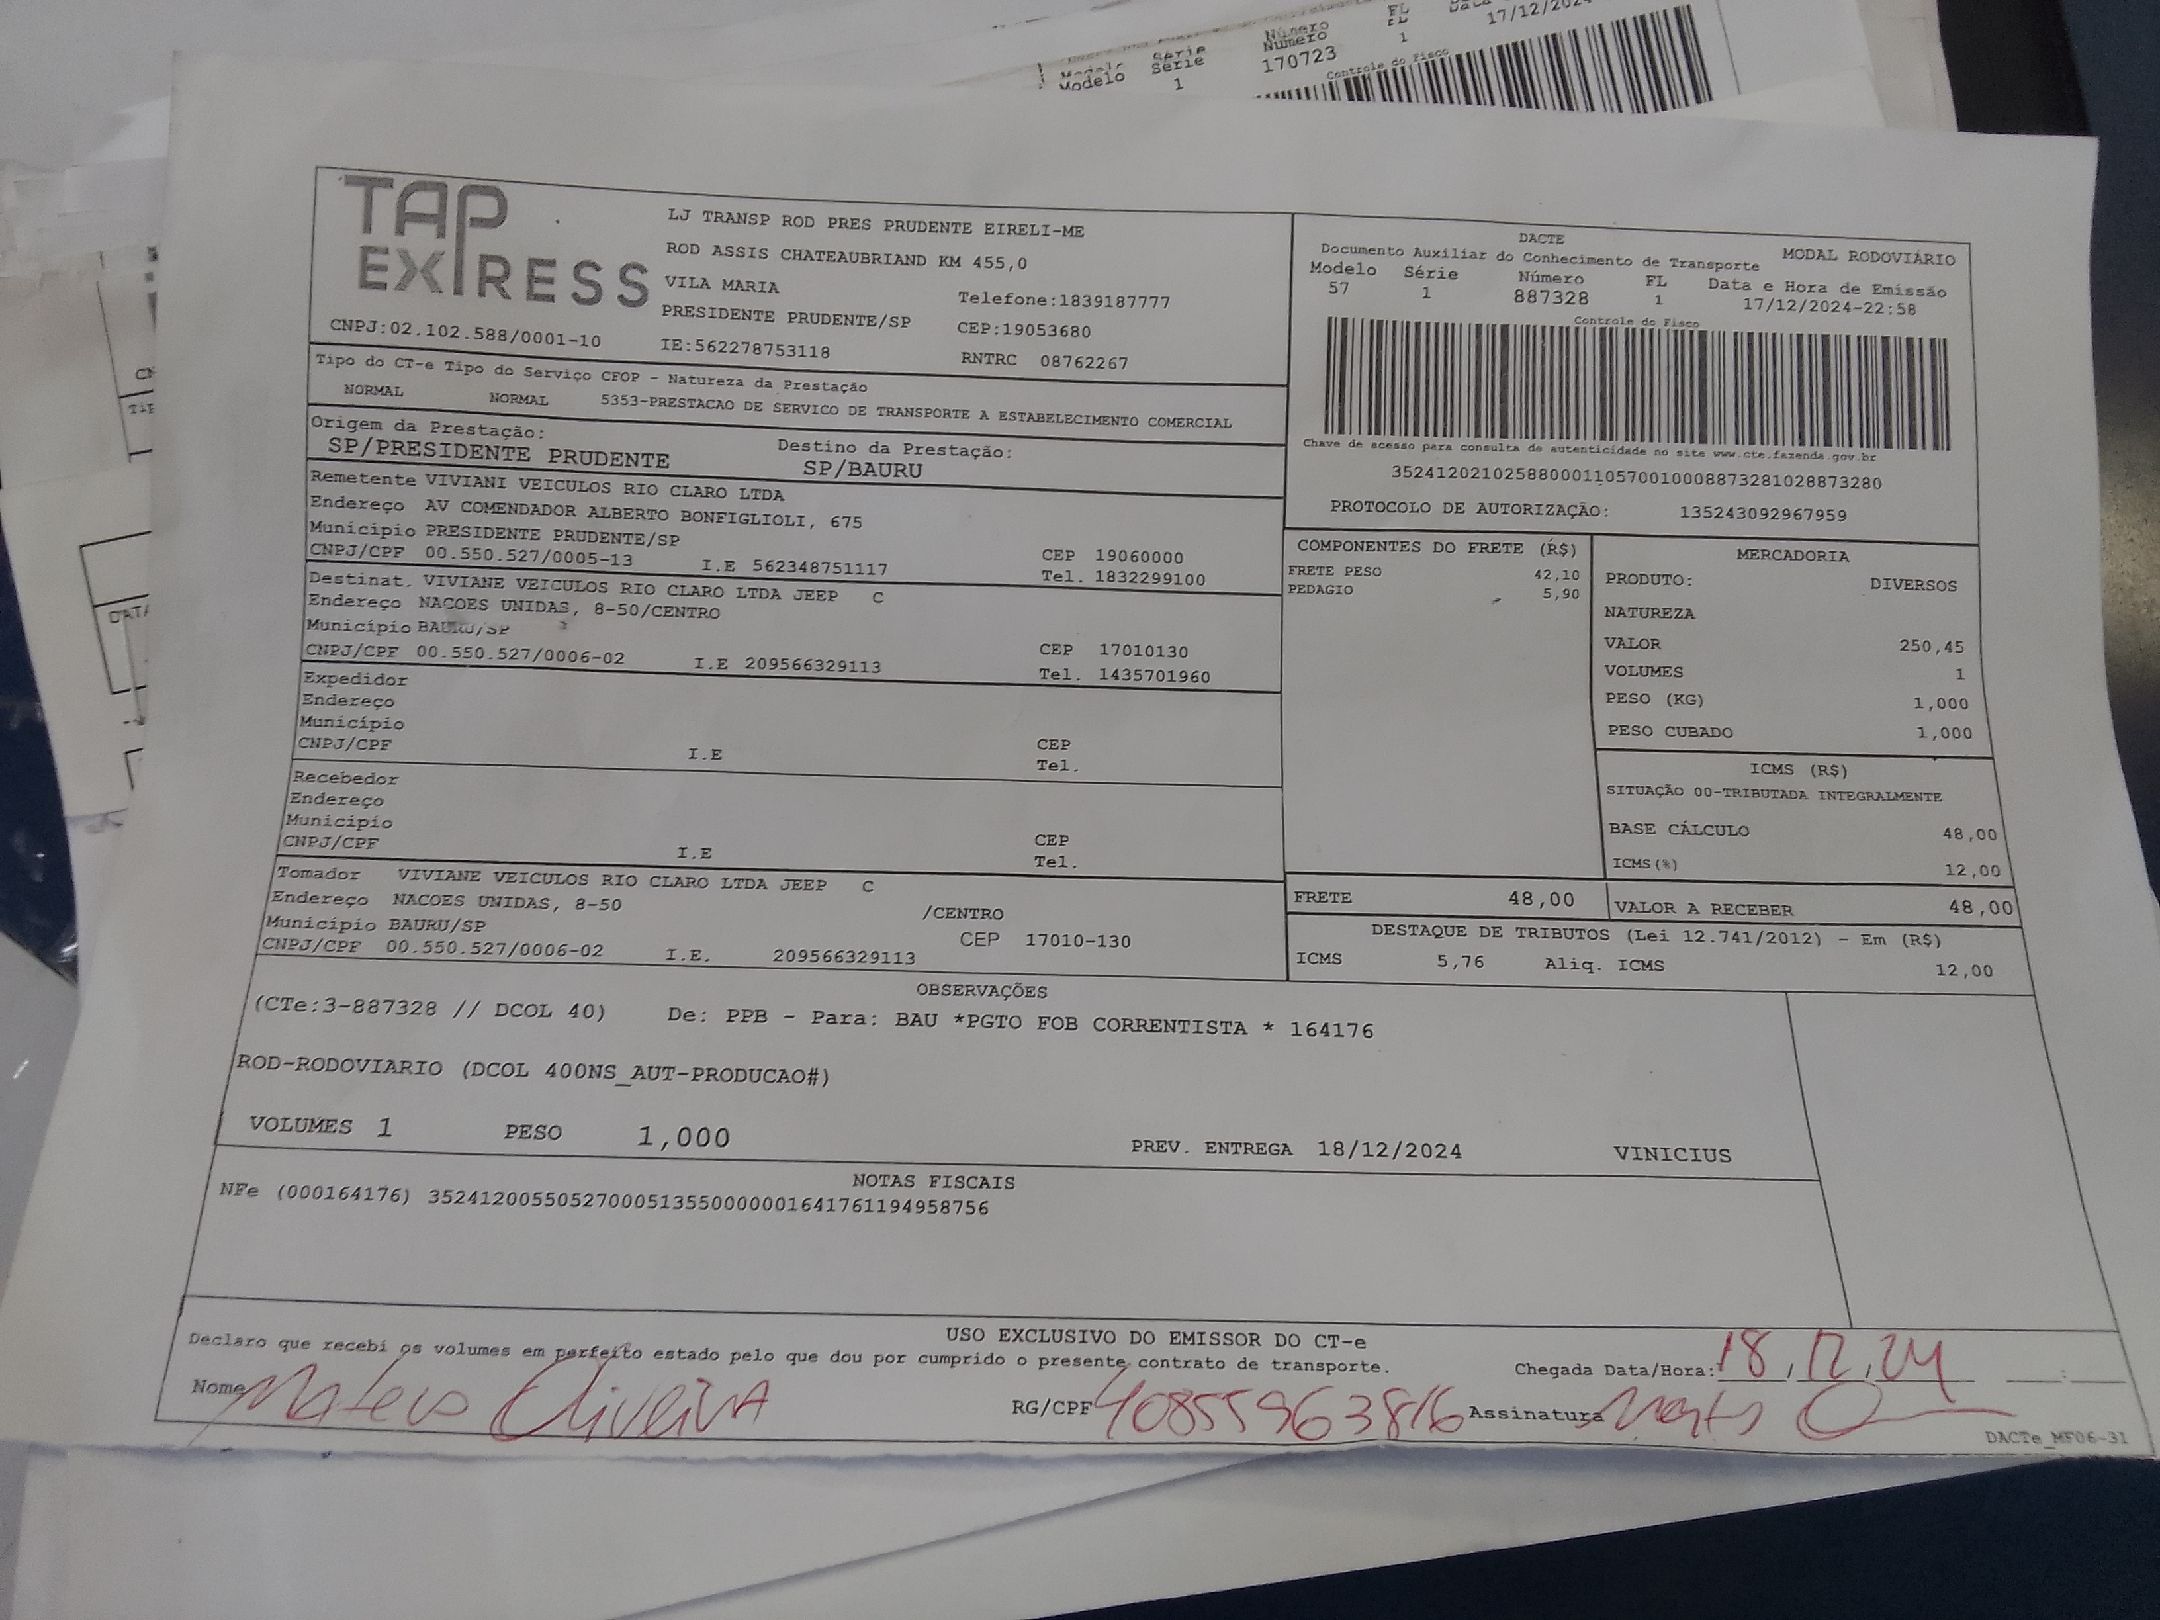 Número
17/12/2024
Modelo Série Número
1 170723 1
Controle do Fisco
TAP EXPRESS
LJ TRANSP ROD PRES PRUDENTE EIRELI-ME
ROD ASSIS CHATEAUBRIAND KM 455,0
VILA MARIA Telefone:1839187777
PRESIDENTE PRUDENTE/SP CEP:19053680
CNPJ:02.102.588/0001-10 IE:562278753118 RNTRC 08762267
DACTE MODAL RODOVIÁRIO
Documento Auxiliar do Conhecimento de Transporte
Modelo Série Número FL Data e Hora de Emissão
57 1 887328 1 17/12/2024-22:58
Controle do Fisco
Chave de acesso para consulta de autenticidade no site www.cte.fazenda.gov.br
35241202102588000110570010008873281028873280
PROTOCOLO DE AUTORIZAÇÃO: 135243092967959
Tipo do CT-e Tipo do Serviço CFOP - Natureza da Prestação
NORMAL NORMAL 5353-PRESTACAO DE SERVICO DE TRANSPORTE A ESTABELECIMENTO COMERCIAL
Origem da Prestação: Destino da Prestação:
SP/PRESIDENTE PRUDENTE SP/BAURU
Remetente VIVIANI VEICULOS RIO CLARO LTDA
Endereço AV COMENDADOR ALBERTO BONFIGLIOLI, 675
Município PRESIDENTE PRUDENTE/SP CEP 19060000
CNPJ/CPF 00.550.527/0005-13 I.E 562348751117 Tel. 1832299100
Destinat. VIVIANE VEICULOS RIO CLARO LTDA JEEP C
Endereço NACOES UNIDAS, 8-50/CENTRO
Município BAURU/SP CEP 17010130
CNPJ/CPF 00.550.527/0006-02 I.E 209566329113 Tel. 1435701960
Expedidor
Endereço
Município CEP
CNPJ/CPF I.E Tel.
Recebedor
Endereço
Município CEP
CNPJ/CPF I.E Tel.
Tomador VIVIANE VEICULOS RIO CLARO LTDA JEEP C
Endereço NACOES UNIDAS, 8-50 /CENTRO
Município BAURU/SP CEP 17010-130
CNPJ/CPF 00.550.527/0006-02 I.E. 209566329113
COMPONENTES DO FRETE (R$)
FRETE PESO 42,10
PEDAGIO 5,90
MERCADORIA
PRODUTO: DIVERSOS
NATUREZA
VALOR 250,45
VOLUMES 1
PESO (KG) 1,000
PESO CUBADO 1,000
ICMS (R$)
SITUAÇÃO 00-TRIBUTADA INTEGRALMENTE
BASE CÁLCULO 48,00
ICMS(%) 12,00
FRETE 48,00 VALOR A RECEBER 48,00
DESTAQUE DE TRIBUTOS (Lei 12.741/2012) - Em (R$)
ICMS 5,76 Aliq. ICMS 12,00
OBSERVAÇÕES
(CTe:3-887328 // DCOL 40) De: PPB - Para: BAU *PGTO FOB CORRENTISTA * 164176
ROD-RODOVIARIO (DCOL 400NS_AUT-PRODUCAO#)
VOLUMES 1 PESO 1,000 PREV. ENTREGA 18/12/2024 VINICIUS
NOTAS FISCAIS
NFe (000164176) 35241200550527000513550000001641761194958756
USO EXCLUSIVO DO EMISSOR DO CT-e
Declaro que recebi os volumes em perfeito estado pelo que dou por cumprido o presente contrato de transporte. Chegada Data/Hora: 18,12,24
Nome Mateus Oliveira RG/CPF 40855963816 Assinatura
DACTe_MF06-31